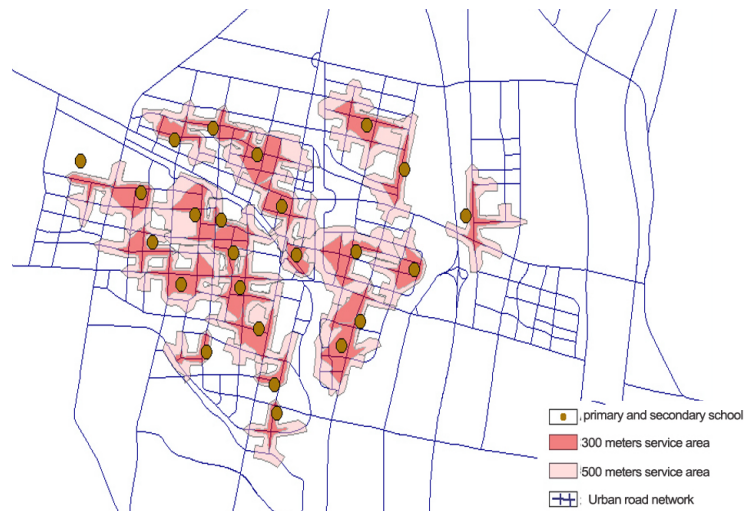 primary and secondary school
300 meters service area
500 meters service area
Urban road network